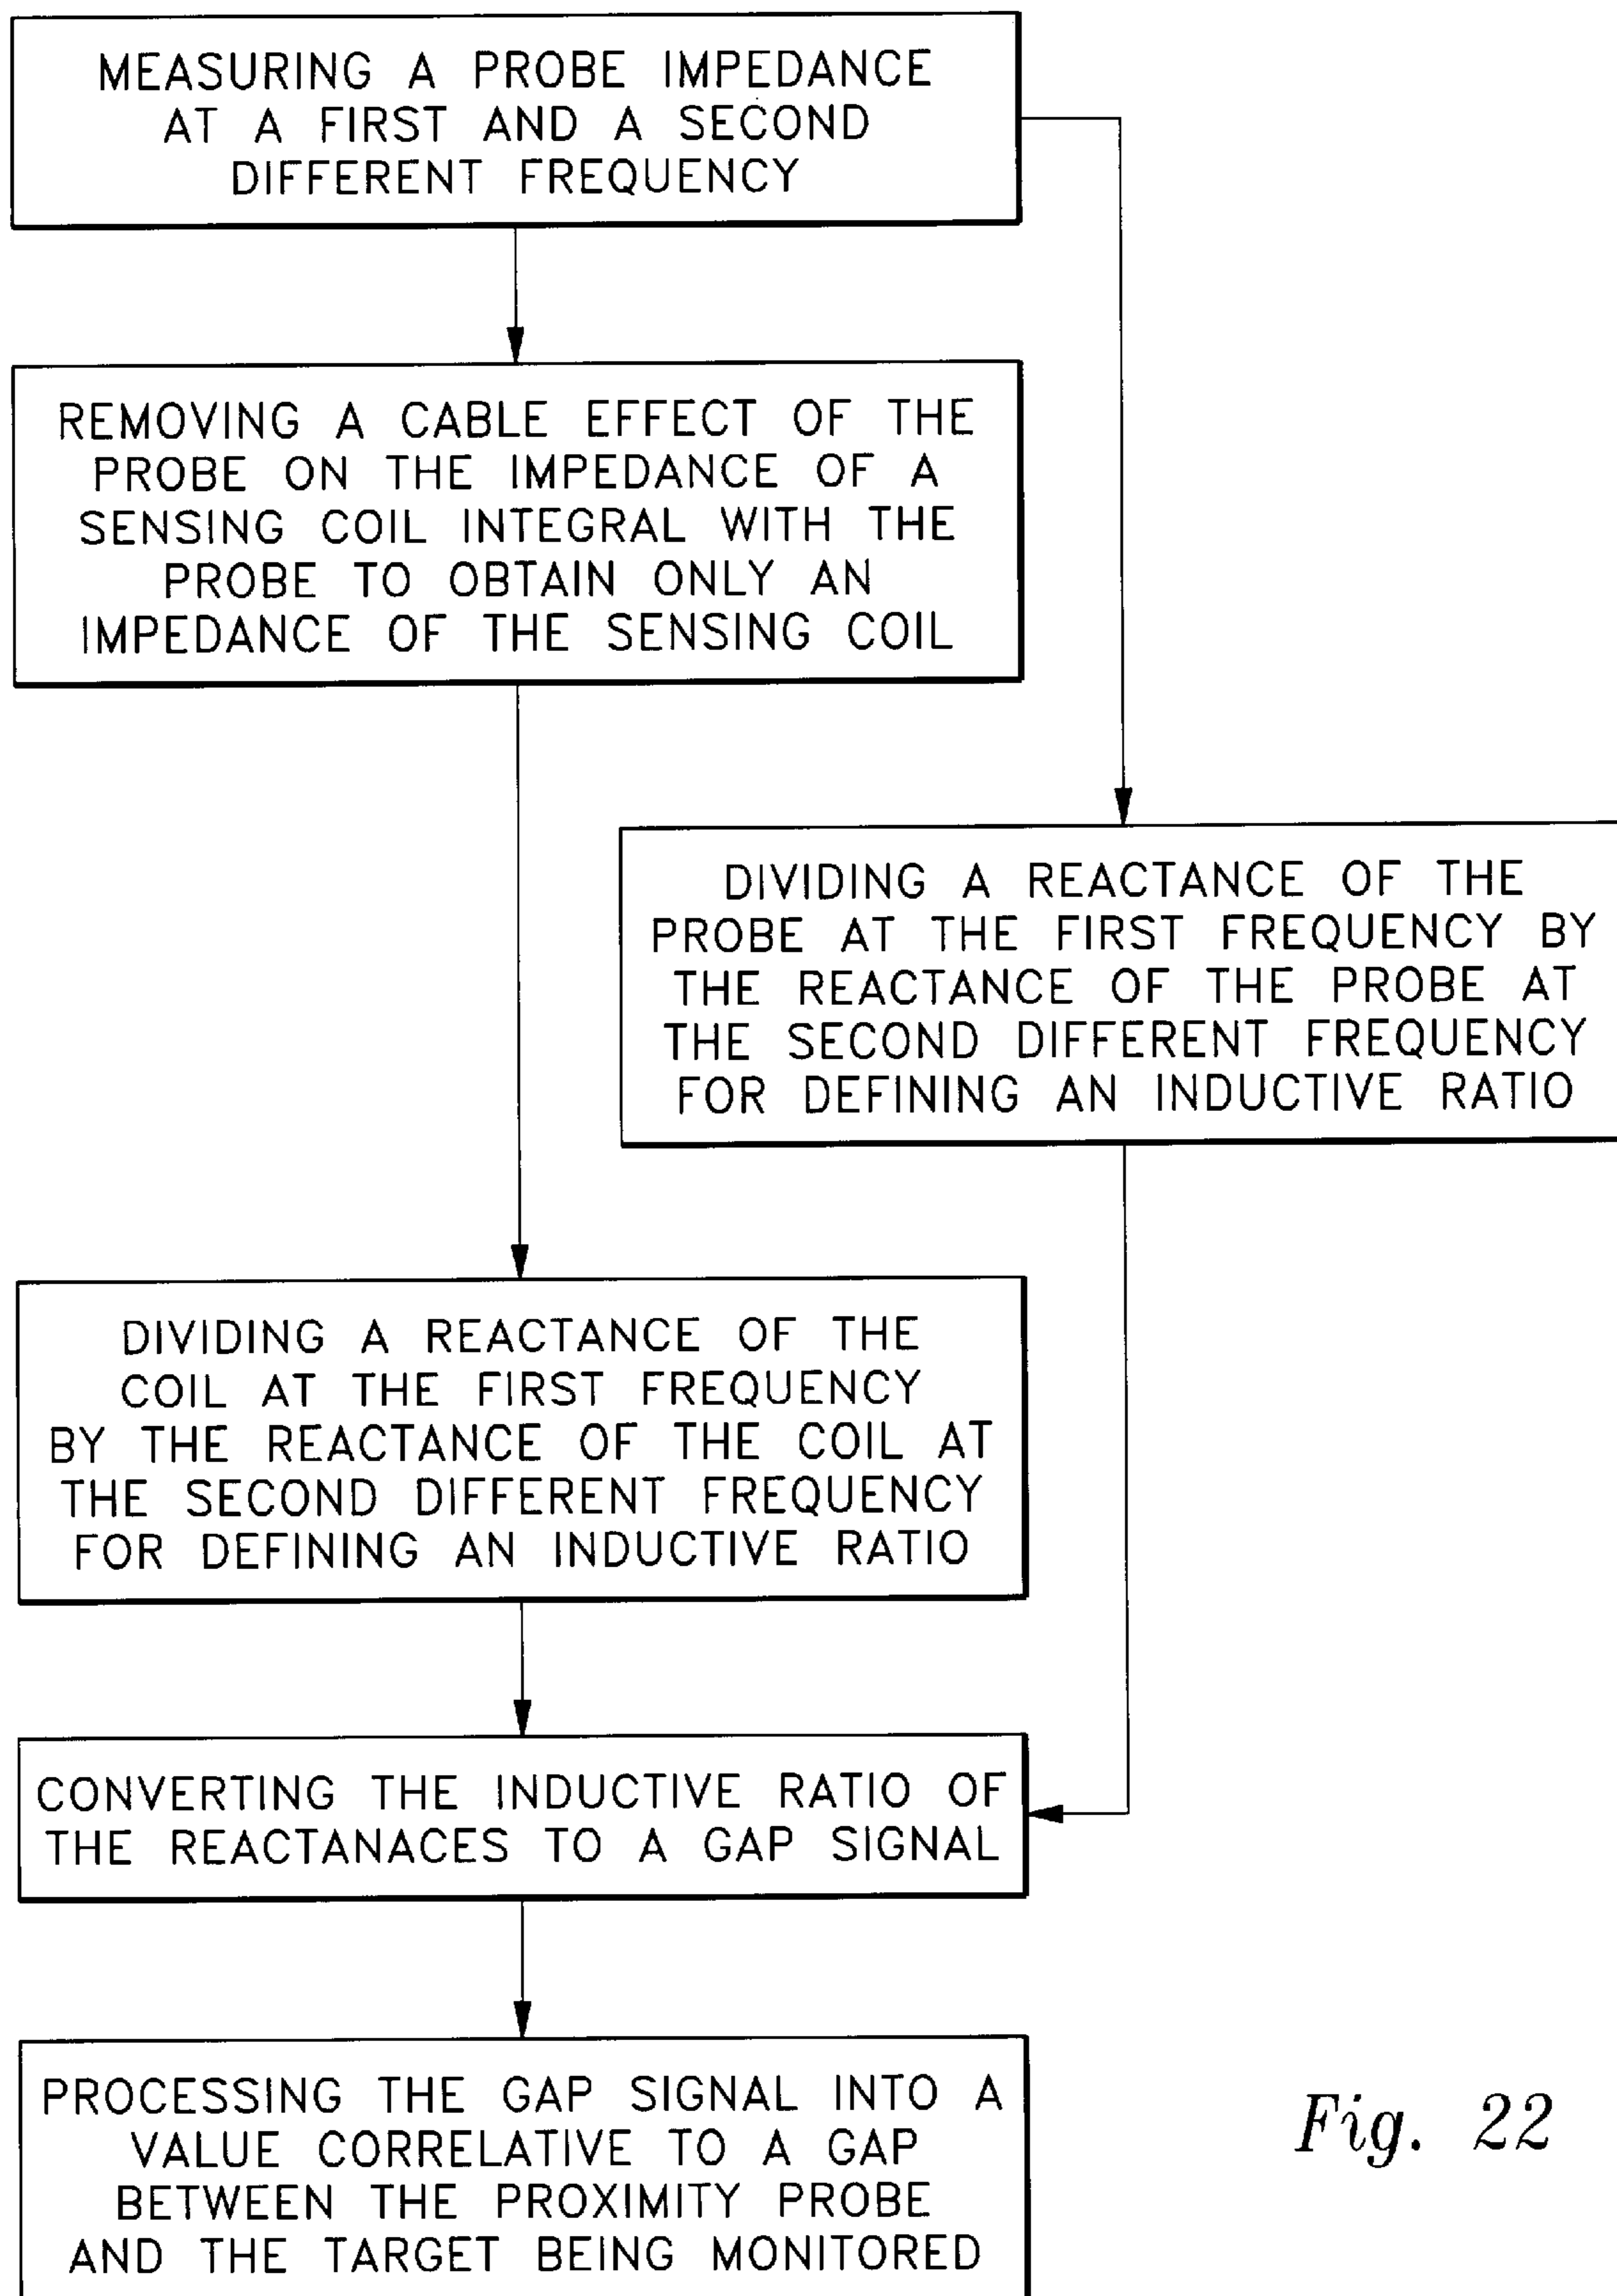 MEASURING A PROBE IMPEDANCE
AT A FIRST AND A SECOND
DIFFERENT FREQUENCY
REMOVING A CABLE EFFECT OF THE
PROBE ON THE IMPEDANCE OF A
SENSING COIL INTEGRAL WITH THE
PROBE TO OBTAIN ONLY AN
IMPEDANCE OF THE SENSING COIL
DIVIDING A REACTANCE OF THE
PROBE AT THE FIRST FREQUENCY BY
THE REACTANCE OF THE PROBE AT
THE SECOND DIFFERENT FREQUENCY
FOR DEFINING AN INDUCTIVE RATIO
DIVIDING A REACTANCE OF THE
COIL AT THE FIRST FREQUENCY
BY THE REACTANCE OF THE COIL AT
THE SECOND DIFFERENT FREQUENCY
FOR DEFINING AN INDUCTIVE RATIO
CONVERTING THE INDUCTIVE RATIO OF
THE REACTANACES TO A GAP SIGNAL
PROCESSING THE GAP SIGNAL INTO A
VALUE CORRELATIVE TO A GAP
BETWEEN THE PROXIMITY PROBE
AND THE TARGET BEING MONITORED
Fig. 22